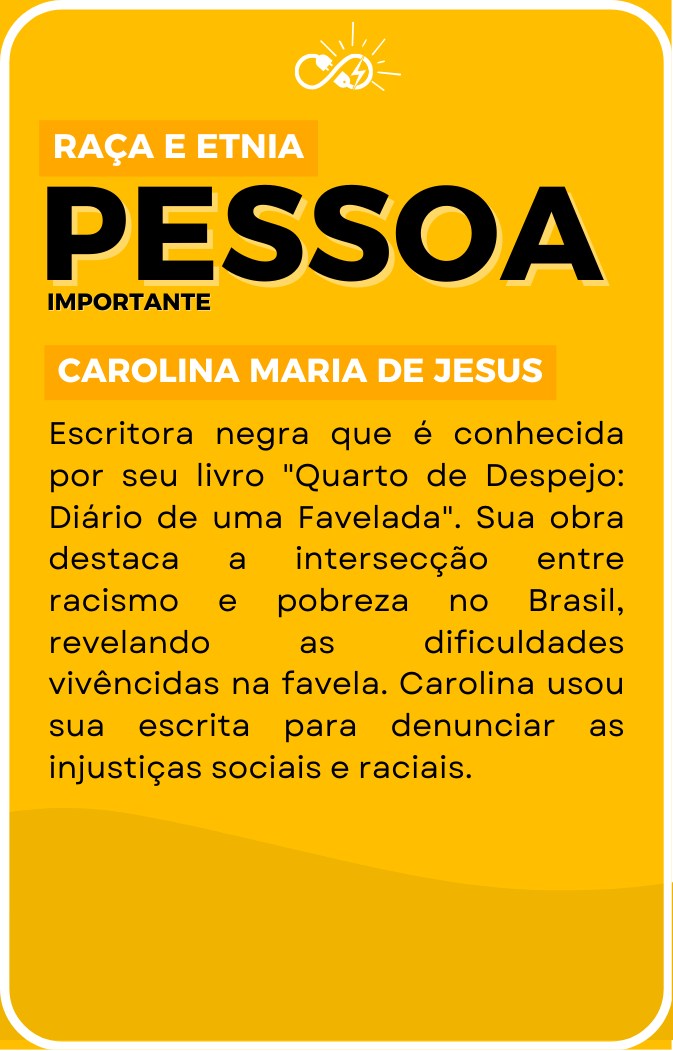 RAÇA E ETNIA
PESSOA
IMPORTANTE
CAROLINA MARIA DE JESUS
Escritora negra que é conhecida
por seu livro "Quarto de Despejo:
Diário de uma Favelada". Sua obra
destaca a intersecção entre
racismo e pobreza no Brasil,
revelando as dificuldades
vivêncidas na favela. Carolina usou
sua escrita para denunciar as
injustiças sociais e raciais.